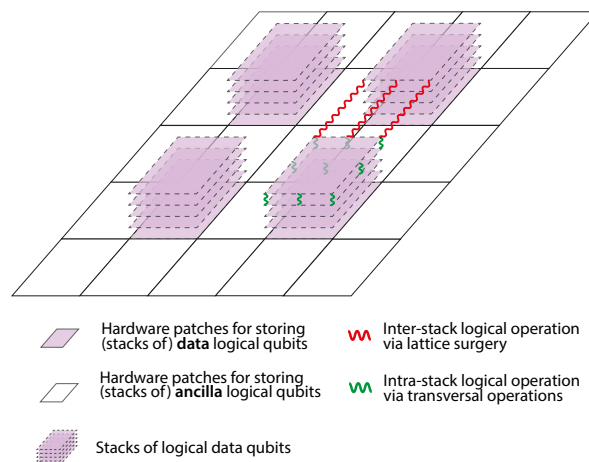 Hardware patches for storing
(stacks of) data logical qubits
Inter-stack logical operation
via lattice surgery
Hardware patches for storing
(stacks of) ancilla logical qubits
Intra-stack logical operation
via transversal operations
Stacks of logical data qubits